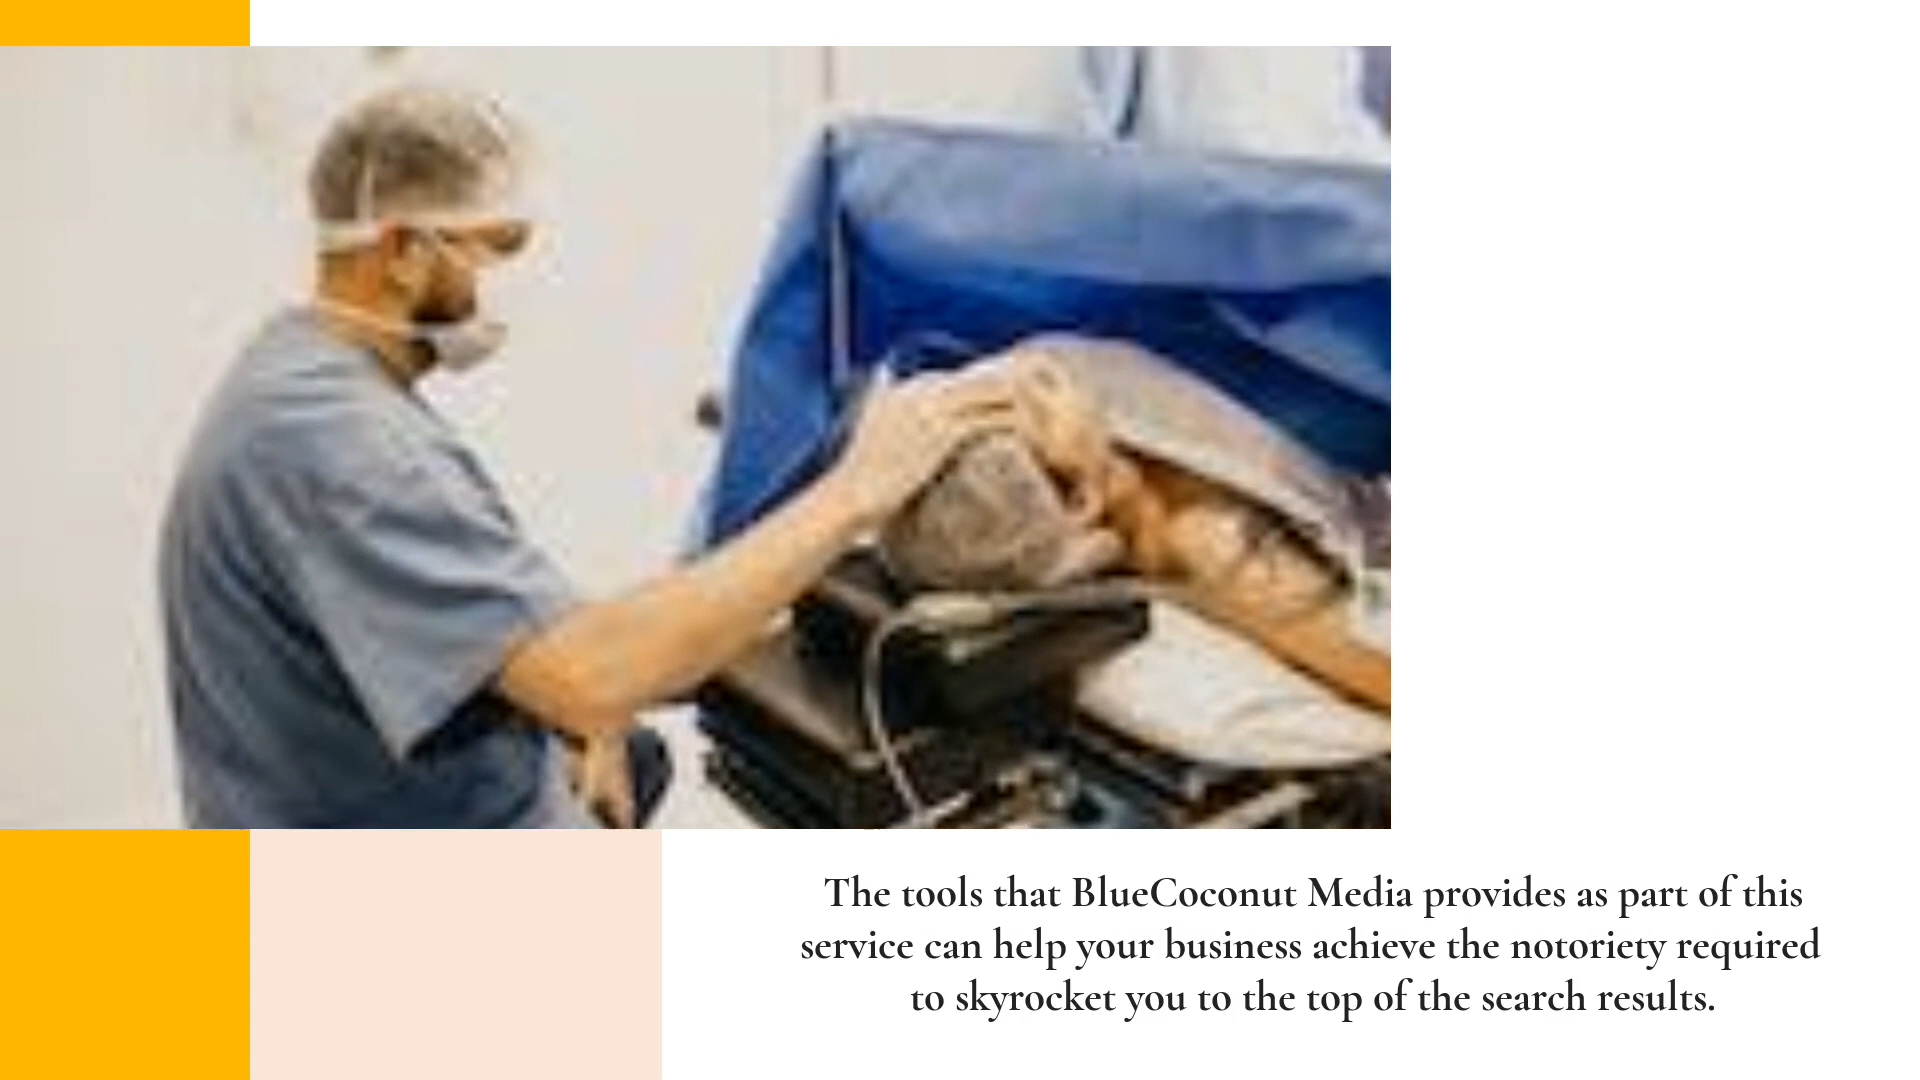 The tools that BlueCoconut Media provides as part of this
service can help your business achieve the notoriety required
to skyrocket you to the top of the search results.